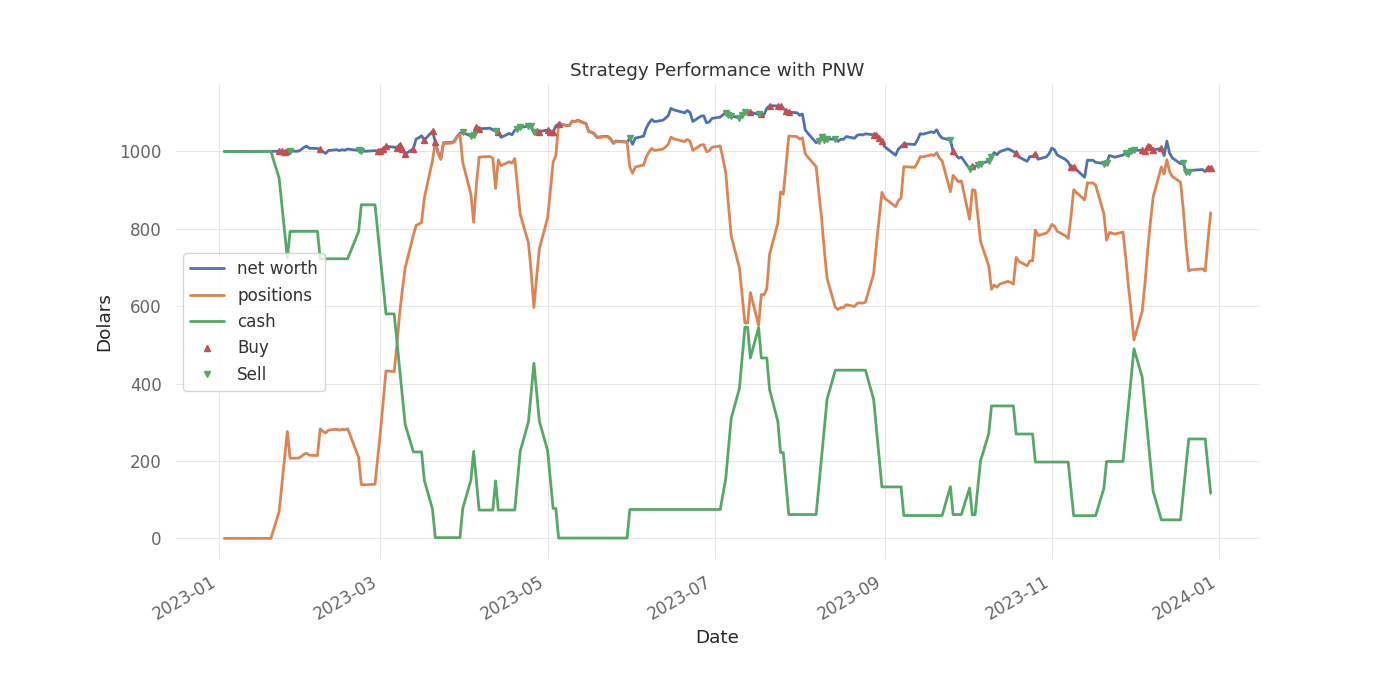 Strategy Performance with PNW
Dolars
1000
800
600
400
200
0
net worth
positions
cash
Buy
Sell
2023-01
2023-03
2023-05
2023-07
2023-09
2023-11
2024-01
Date